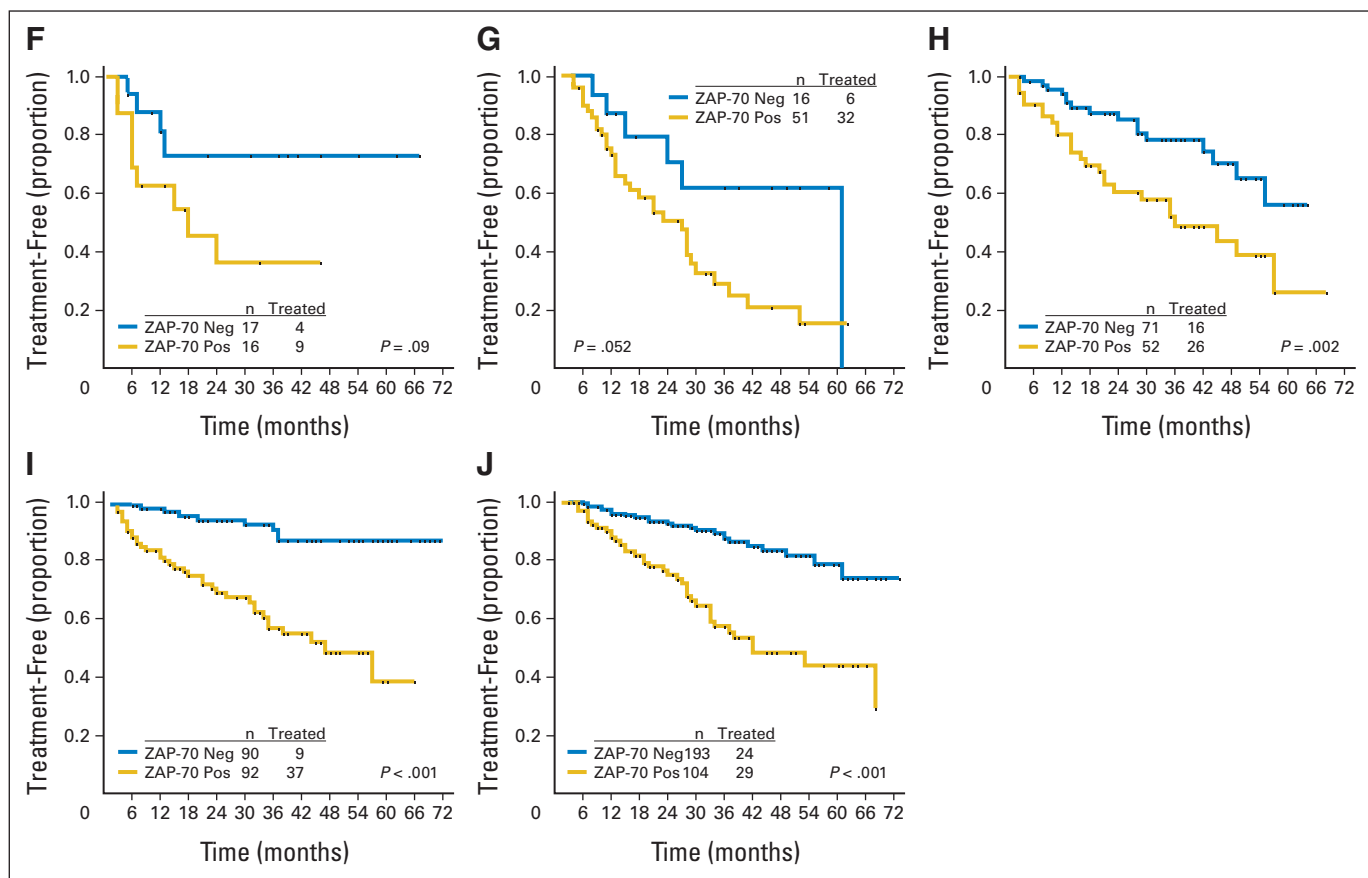 F
Treatment-Free (proportion)
1.0
0.8
0.6
0.4
0.2
0
n Treated
ZAP-70 Neg 17 4
ZAP-70 Pos 16 9
P = .09
6 12 18 24 30 36 42 48 54 60 66 72
Time (months)
G
Treatment-Free (proportion)
1.0
0.8
0.6
0.4
0.2
0
n Treated
ZAP-70 Neg 16 6
ZAP-70 Pos 51 32
P = .052
6 12 18 24 30 36 42 48 54 60 66 72
Time (months)
H
Treatment-Free (proportion)
1.0
0.8
0.6
0.4
0.2
0
n Treated
ZAP-70 Neg 71 16
ZAP-70 Pos 52 26
P = .002
6 12 18 24 30 36 42 48 54 60 66 72
Time (months)
I
Treatment-Free (proportion)
1.0
0.8
0.6
0.4
0.2
0
n Treated
ZAP-70 Neg 90 9
ZAP-70 Pos 92 37
P < .001
6 12 18 24 30 36 42 48 54 60 66 72
Time (months)
J
Treatment-Free (proportion)
1.0
0.8
0.6
0.4
0.2
0
n Treated
ZAP-70 Neg 193 24
ZAP-70 Pos 104 29
P < .001
6 12 18 24 30 36 42 48 54 60 66 72
Time (months)